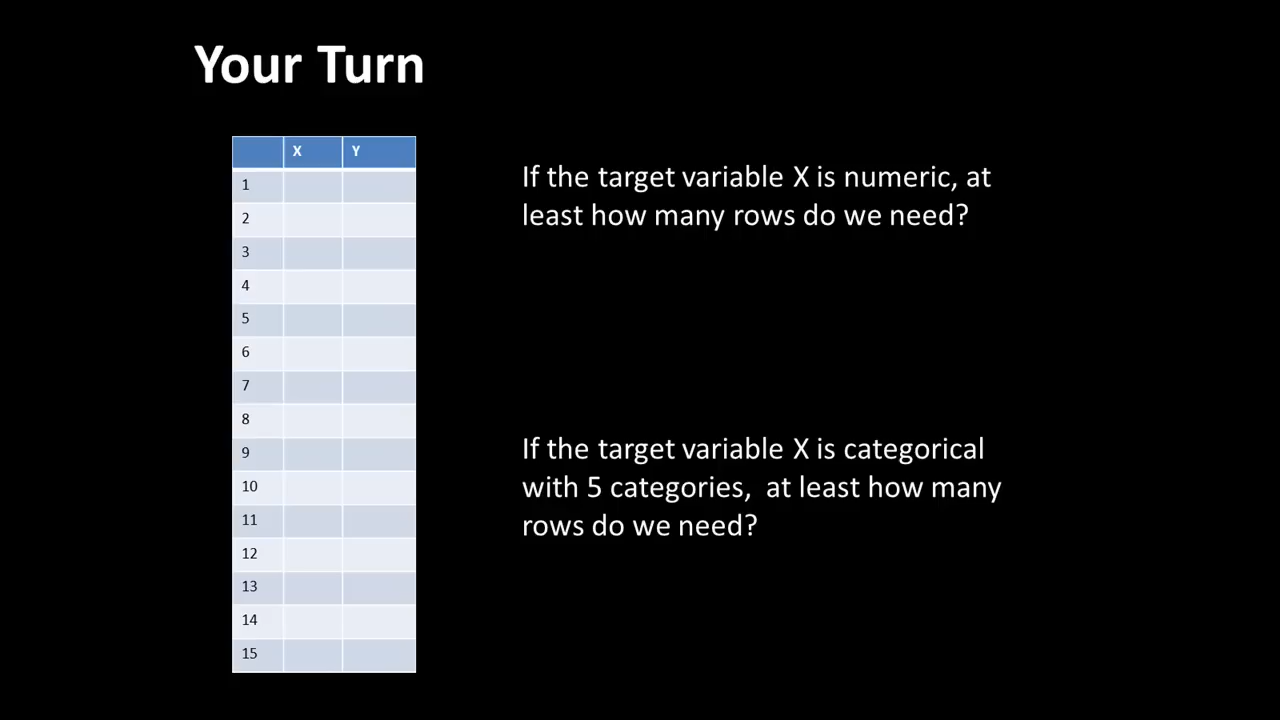 Your Turn
X Y
1
2
3
4
5
6
7
8
9
10
11
12
13
14
15
If the target variable X is numeric, at
least how many rows do we need?
If the target variable X is categorical
with 5 categories,  at least how many
rows do we need?